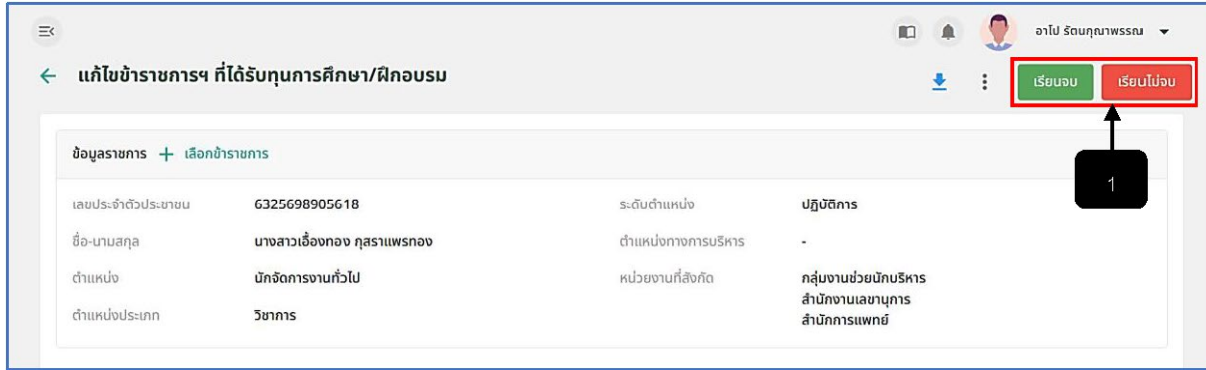 อาโป รัตนกุณาพรรณ
แก้ไขข้าราชการฯ ที่ได้รับทุนการศึกษา/ฝึกอบรม
เรียนจบ เรียนไม่จบ
1
ข้อมูลราชการ + เลือกข้าราชการ
เลขประจำตัวประชาชน 6325698905618 ระดับตำแหน่ง ปฏิบัติการ
ชื่อ-นามสกุล นางสาวเอื้องทอง กุสราแพรทอง ตำแหน่งทางการบริหาร -
ตำแหน่ง นักจัดการงานทั่วไป หน่วยงานที่สังกัด กลุ่มงานช่วยนักบริหาร
สำนักงานเลขานุการ
ตำแหน่งประเภท วิชาการ สำนักการแพทย์